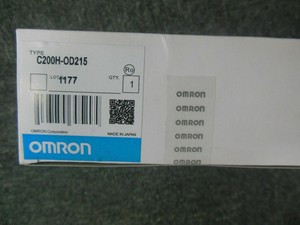 TYPE
C200H-OD215
LOT
1177
Ro
QTY.
1
OMRON Corporation
MADE IN JAPAN
OMRON
OMRON
OMRON
OMRON
OMRON
OMRON
OMRON